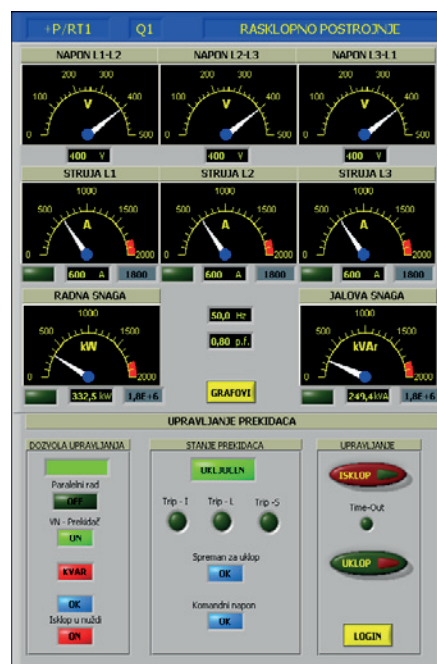 +P/RT1 Q1 RASKLOPNO POSTROJNJE
NAPON L1-L2 NAPON L2-L3 NAPON L3-L1
200 300 200 300 200 300
100 400 100 400 100 400
V V V
0 500 0 500 0 500
400 V 400 V 400 V
STRUJA L1 STRUJA L2 STRUJA L3
1000 1000 1000
500 1500 500 1500 500 1500
A A A
0 2000 0 2000 0 2000
600 A 1800 600 A 1800 600 A 1800
RADNA SNAGA JALOVA SNAGA
1000 50,0 Hz 1000
500 1500 500 1500
kW 0,80 p.f. kVAr
0 2000 0 2000
332,5 kW 1,8E+6 GRAFOVI 249,4 kVA 1,8E+6
UPRAVLJANJE PREKIDACA
DOZVOLA UPRAVLJANJA STANJE PREKIDACA UPRAVLJANJE
UKLJUCEN ISKLOP
Paralelni rad
OFF Trip - I Trip - L Trip -S Time-Out
VN - Prekidač
ON
Spreman za uklop UKLOP
KVAR OK
OK Komandni napon
Isklop u nuždi OK
ON LOGIN